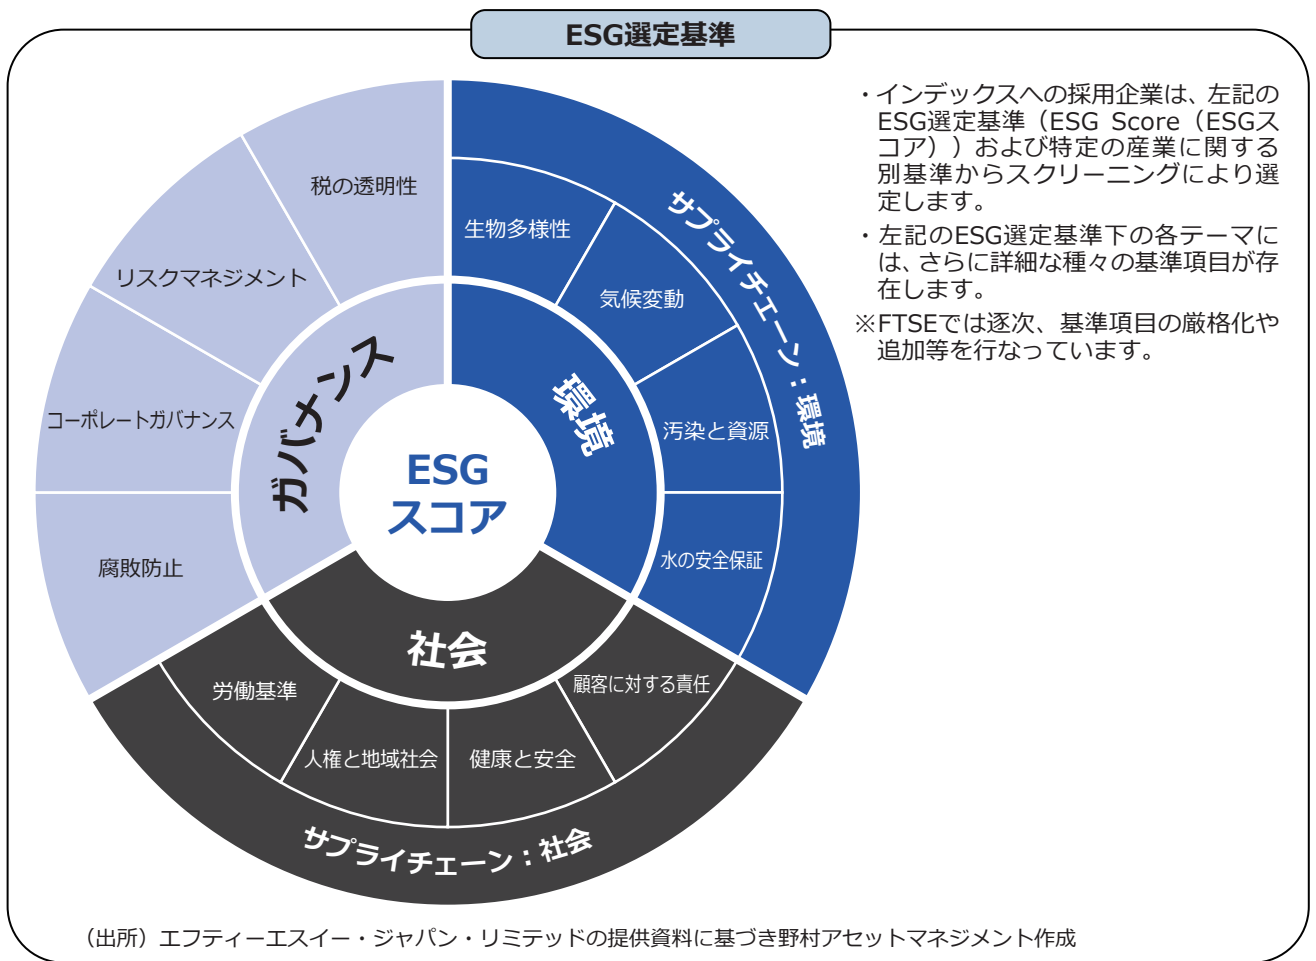 ESG選定基準
税の透明性
リスクマネジメント
コーポレートガバナンス
腐敗防止
ガバナンス
生物多様性
気候変動
汚染と資源
水の安全保証
環境
サプライチェーン：環境
ESG
スコア
社会
労働基準
人権と地域社会
健康と安全
顧客に対する責任
サプライチェーン：社会
・インデックスへの採用企業は、左記の
ESG選定基準（ESG Score（ESGス
コア））および特定の産業に関する
別基準からスクリーニングにより選
定します。
・左記のESG選定基準下の各テーマに
は、さらに詳細な種々の基準項目が存
在します。
※FTSEでは逐次、基準項目の厳格化や
追加等を行なっています。
（出所）エフティーエスイー・ジャパン・リミテッドの提供資料に基づき野村アセットマネジメント作成